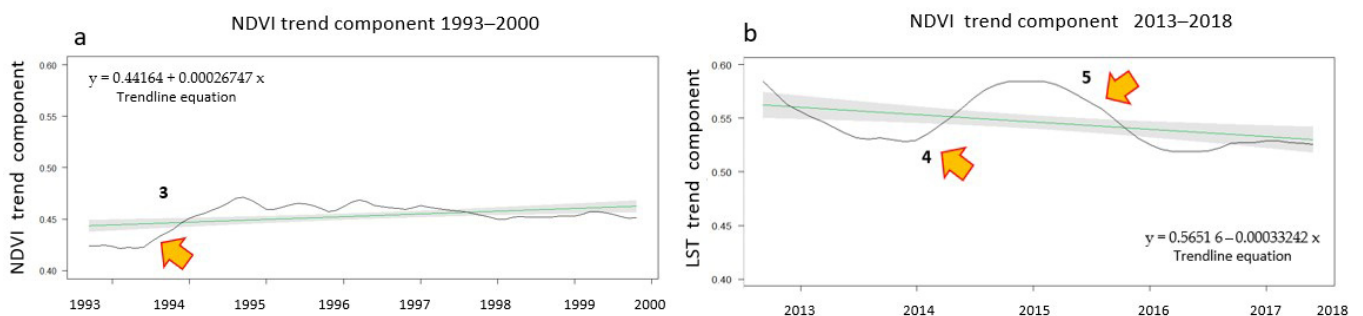 NDVI trend component 1993–2000
a
NDVI trend component
0.60
0.55
0.50
0.45
0.40
y = 0.44164 + 0.00026747 x
Trendline equation
3
1993 1994 1995 1996 1997 1998 1999 2000
NDVI trend component 2013–2018
b
LST trend component
0.60
0.55
0.50
0.45
0.40
5
4
y = 0.5651 6 – 0.00033242 x
Trendline equation
2013 2014 2015 2016 2017 2018